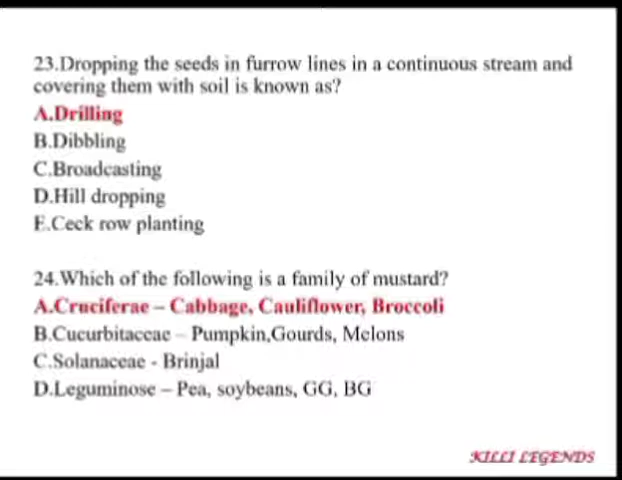 23.Dropping the seeds in furrow lines in a continuous stream and
covering them with soil is known as?
A.Drilling
B.Dibbling
C.Broadcasting
D.Hill dropping
E.Ceck row planting
24.Which of the following is a family of mustard?
A.Cruciferae – Cabbage, Cauliflower, Broccoli
B.Cucurbitaceae – Pumpkin,Gourds, Melons
C.Solanaceae - Brinjal
D.Leguminose – Pea, soybeans, GG, BG
KILLI LEGENDS